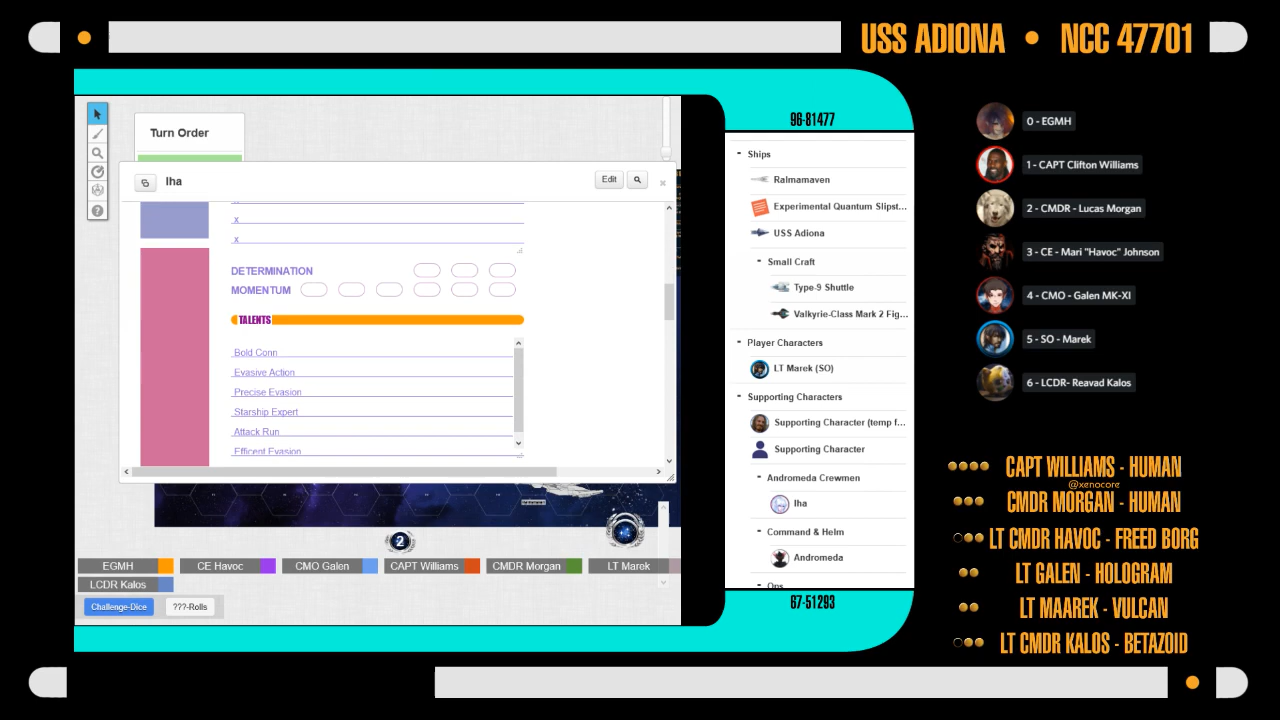 USS ADIONA • NCC 47701
Turn Order
Iha
Edit
x
x
DETERMINATION
MOMENTUM
TALENTS
Bold Conn
Evasive Action
Precise Evasion
Starship Expert
Attack Run
Efficent Evasion
2
EGMH
CE Havoc
CMO Galen
CAPT Williams
CMDR Morgan
LT Marek
LCDR Kalos
Challenge-Dice
???-Rolls
96-81477
Ships
Ralmamaven
Experimental Quantum Slipst...
USS Adiona
Small Craft
Type-9 Shuttle
Valkyrie-Class Mark 2 Fig...
Player Characters
LT Marek (SO)
Supporting Characters
Supporting Character (temp f...
Supporting Character
Andromeda Crewmen
Iha
Command & Helm
Andromeda
Ops
67-51293
0 - EGMH
1 - CAPT Clifton Williams
2 - CMDR - Lucas Morgan
3 - CE - Mari "Havoc" Johnson
4 - CMO - Galen MK-XI
5 - SO - Marek
6 - LCDR- Reavad Kalos
CAPT WILLIAMS - HUMAN
@xenocore
CMDR MORGAN - HUMAN
LT CMDR HAVOC - FREED BORG
LT GALEN - HOLOGRAM
LT MAAREK - VULCAN
LT CMDR KALOS - BETAZOID